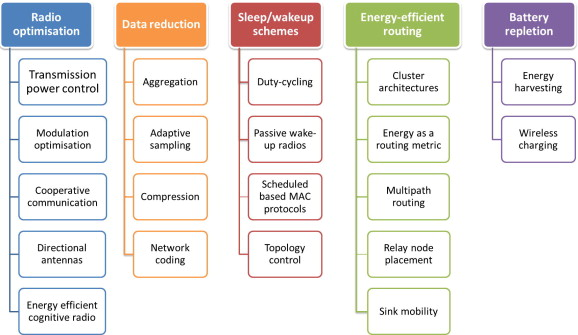 Radio
optimisation
Transmission
power control
Modulation
optimisation
Cooperative
communication
Directional
antennas
Energy efficient
cognitive radio
Data reduction
Aggregation
Adaptive
sampling
Compression
Network
coding
Sleep/wakeup
schemes
Duty-cycling
Passive wake-
up radios
Scheduled
based MAC
protocols
Topology
control
Energy-efficient
routing
Cluster
architectures
Energy as a
routing metric
Multipath
routing
Relay node
placement
Sink mobility
Battery
repletion
Energy
harvesting
Wireless
charging